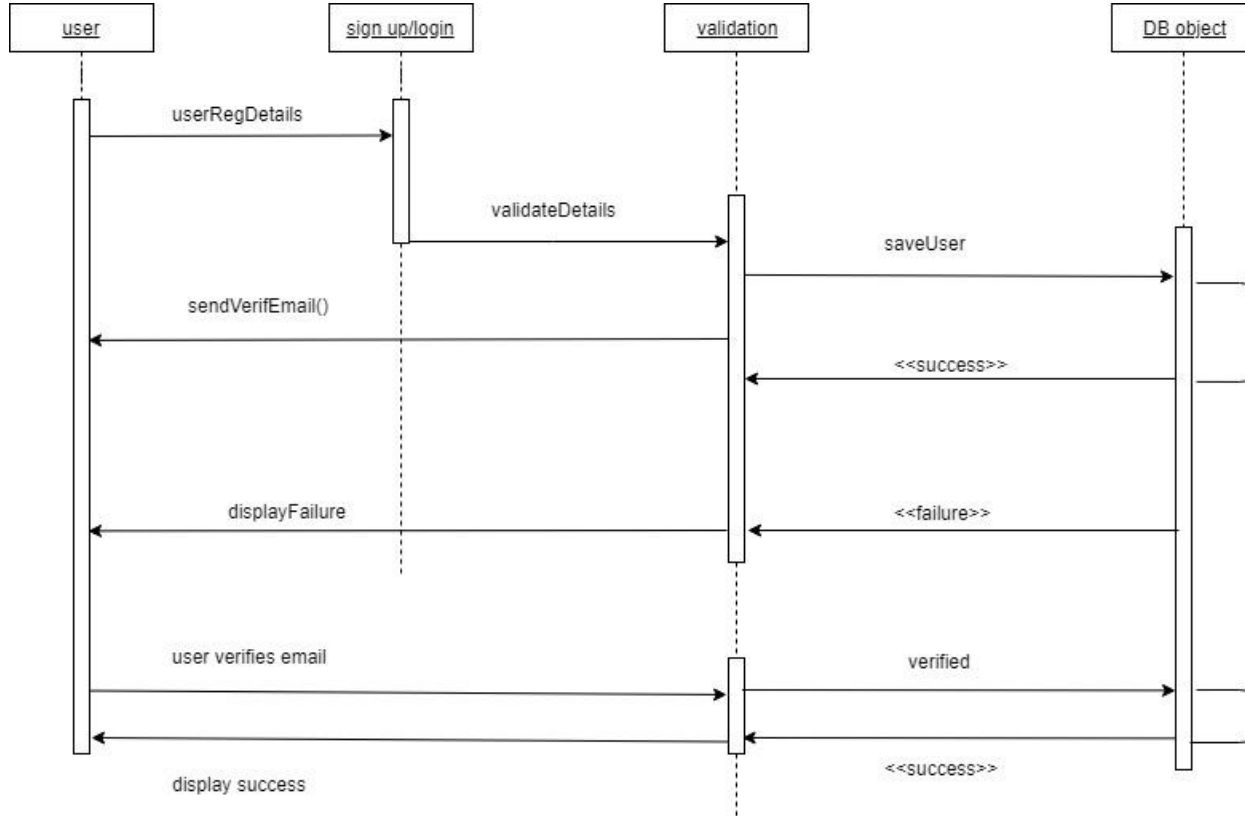 user
sign up/login
validation
DB object
userRegDetails
validateDetails
saveUser
sendVerifEmail()
<<success>>
displayFailure
<<failure>>
user verifies email
verified
<<success>>
display success